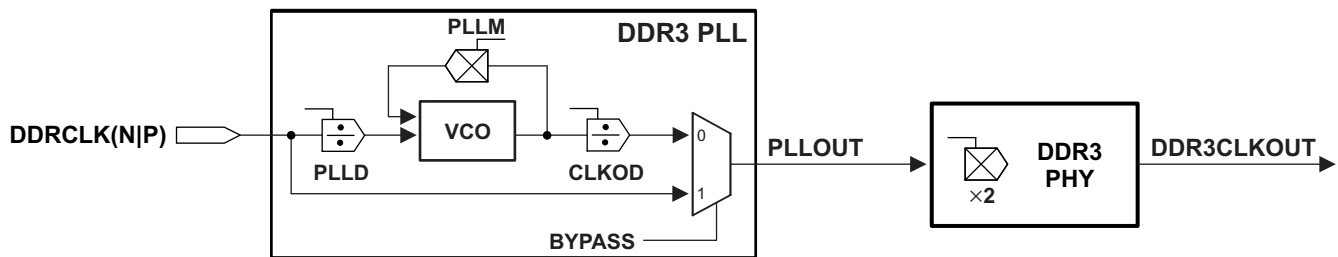 PLLM
DDR3 PLL
DDRCLK(N|P)
÷
PLLD
VCO
÷
CLKOD
0
1
BYPASS
PLLOUT
×2
DDR3
PHY
DDR3CLKOUT